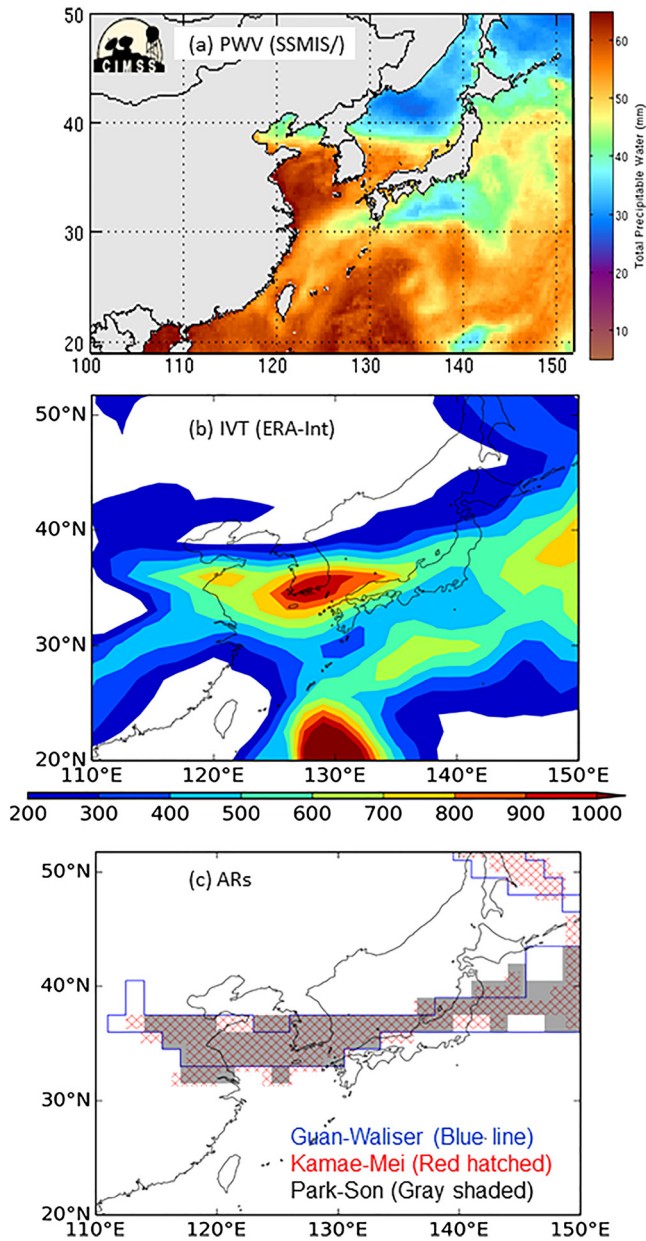 50
CIMSS
(a) PWV (SSMIS/)
60
50
40
40
30
30
20
20
10
Total Precipitable Water (mm)
100
110
120
130
140
150
50°N
(b) IVT (ERA-Int)
40°N
30°N
20°N
110°E
120°E
130°E
140°E
150°E
200 300 400 500 600 700 800 900 1000
50°N
(c) ARs
40°N
30°N
Guan-Waliser (Blue line)
Kamae-Mei (Red hatched)
Park-Son (Gray shaded)
20°N
110°E
120°E
130°E
140°E
150°E